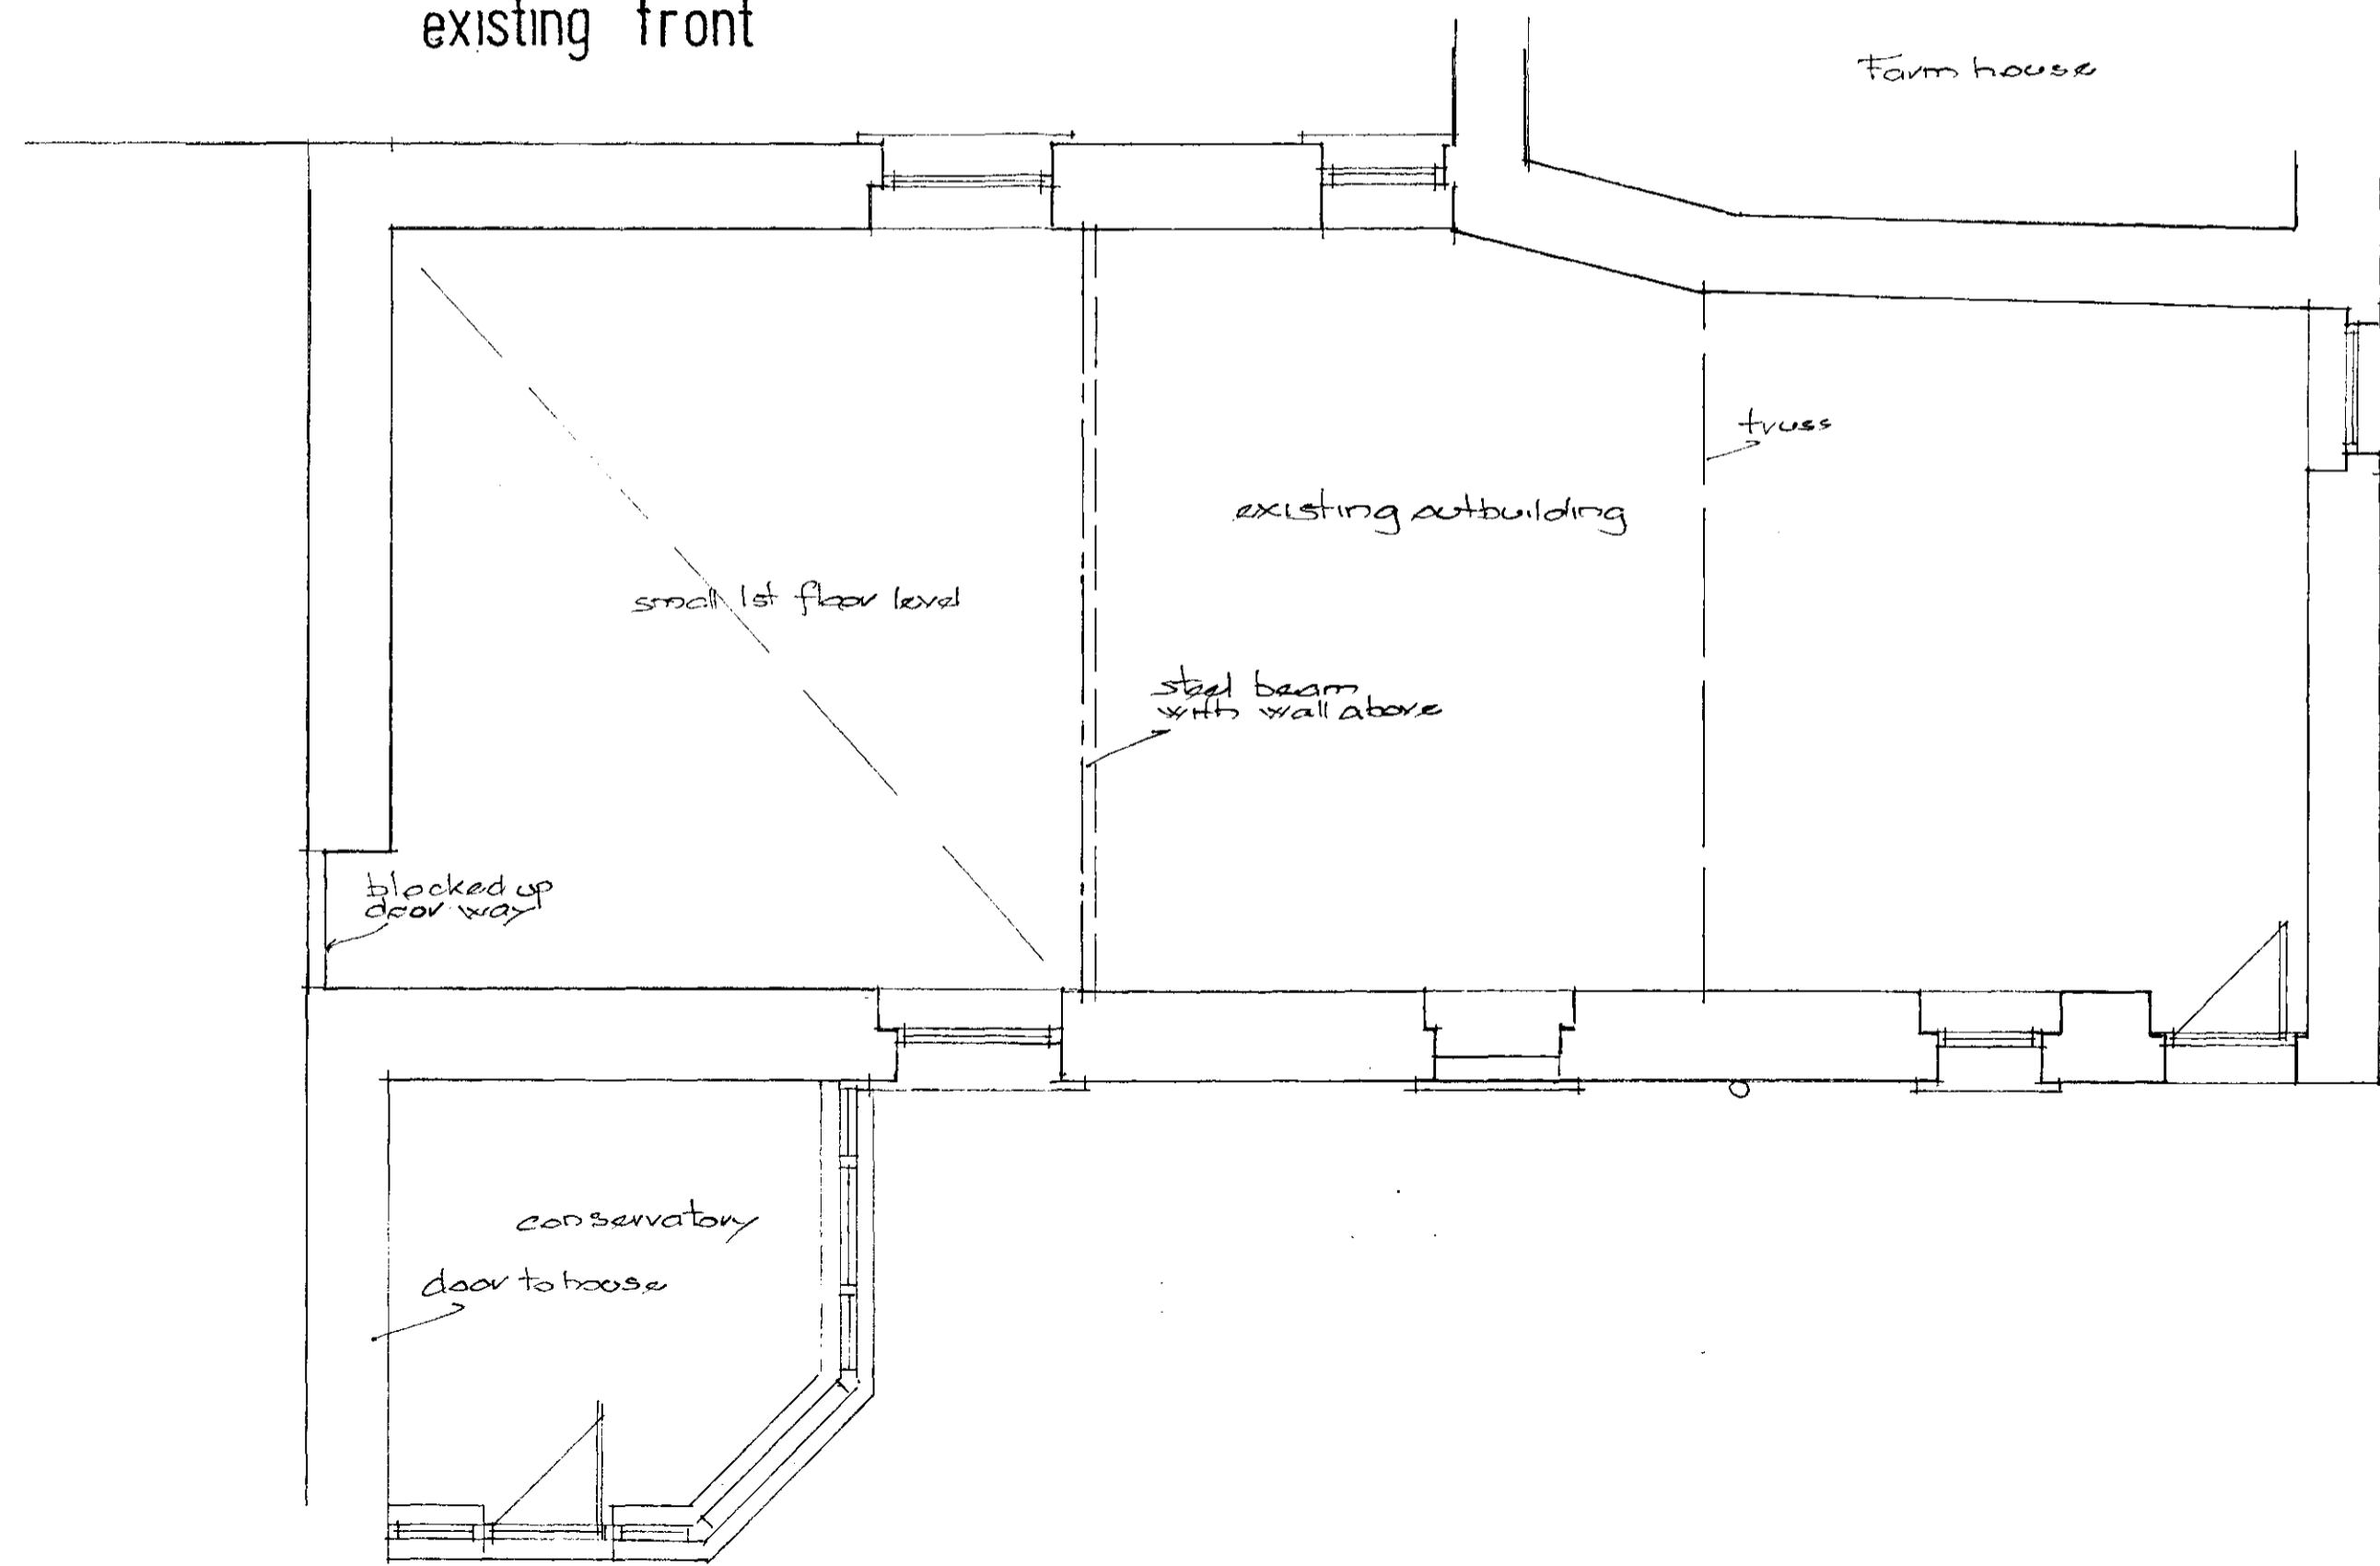 existing front
Farm house
truss
existing outbuilding
small 1st floor level
steel beam
with wall above
blocked up
door way
conservatory
door to house